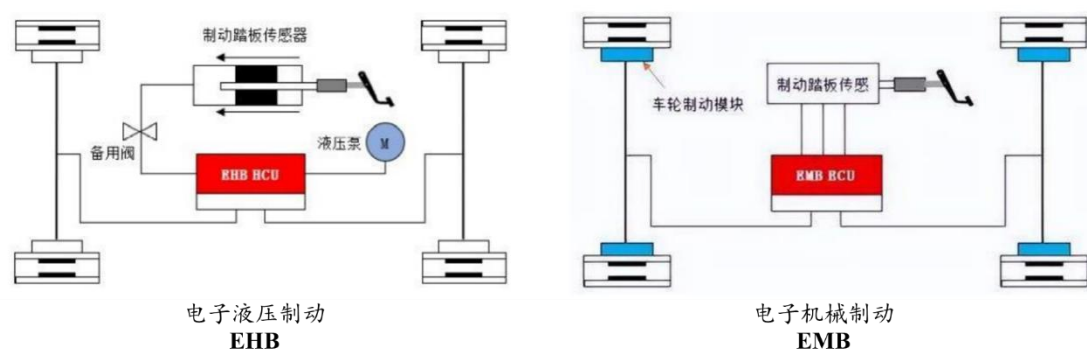 制动踏板传感器
备用阀
液压泵
M
EHB HCU
电子液压制动
EHB
车轮制动模块
制动踏板传感
EMB ECU
电子机械制动
EMB